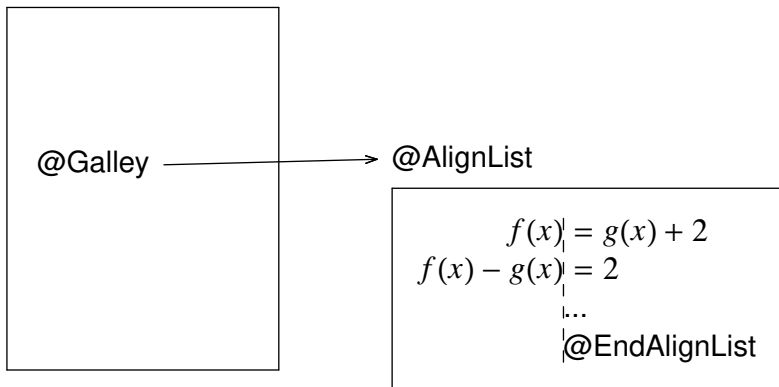 @Galley
@AlignList
f(x) = g(x) + 2
f(x) − g(x) = 2
...
@EndAlignList